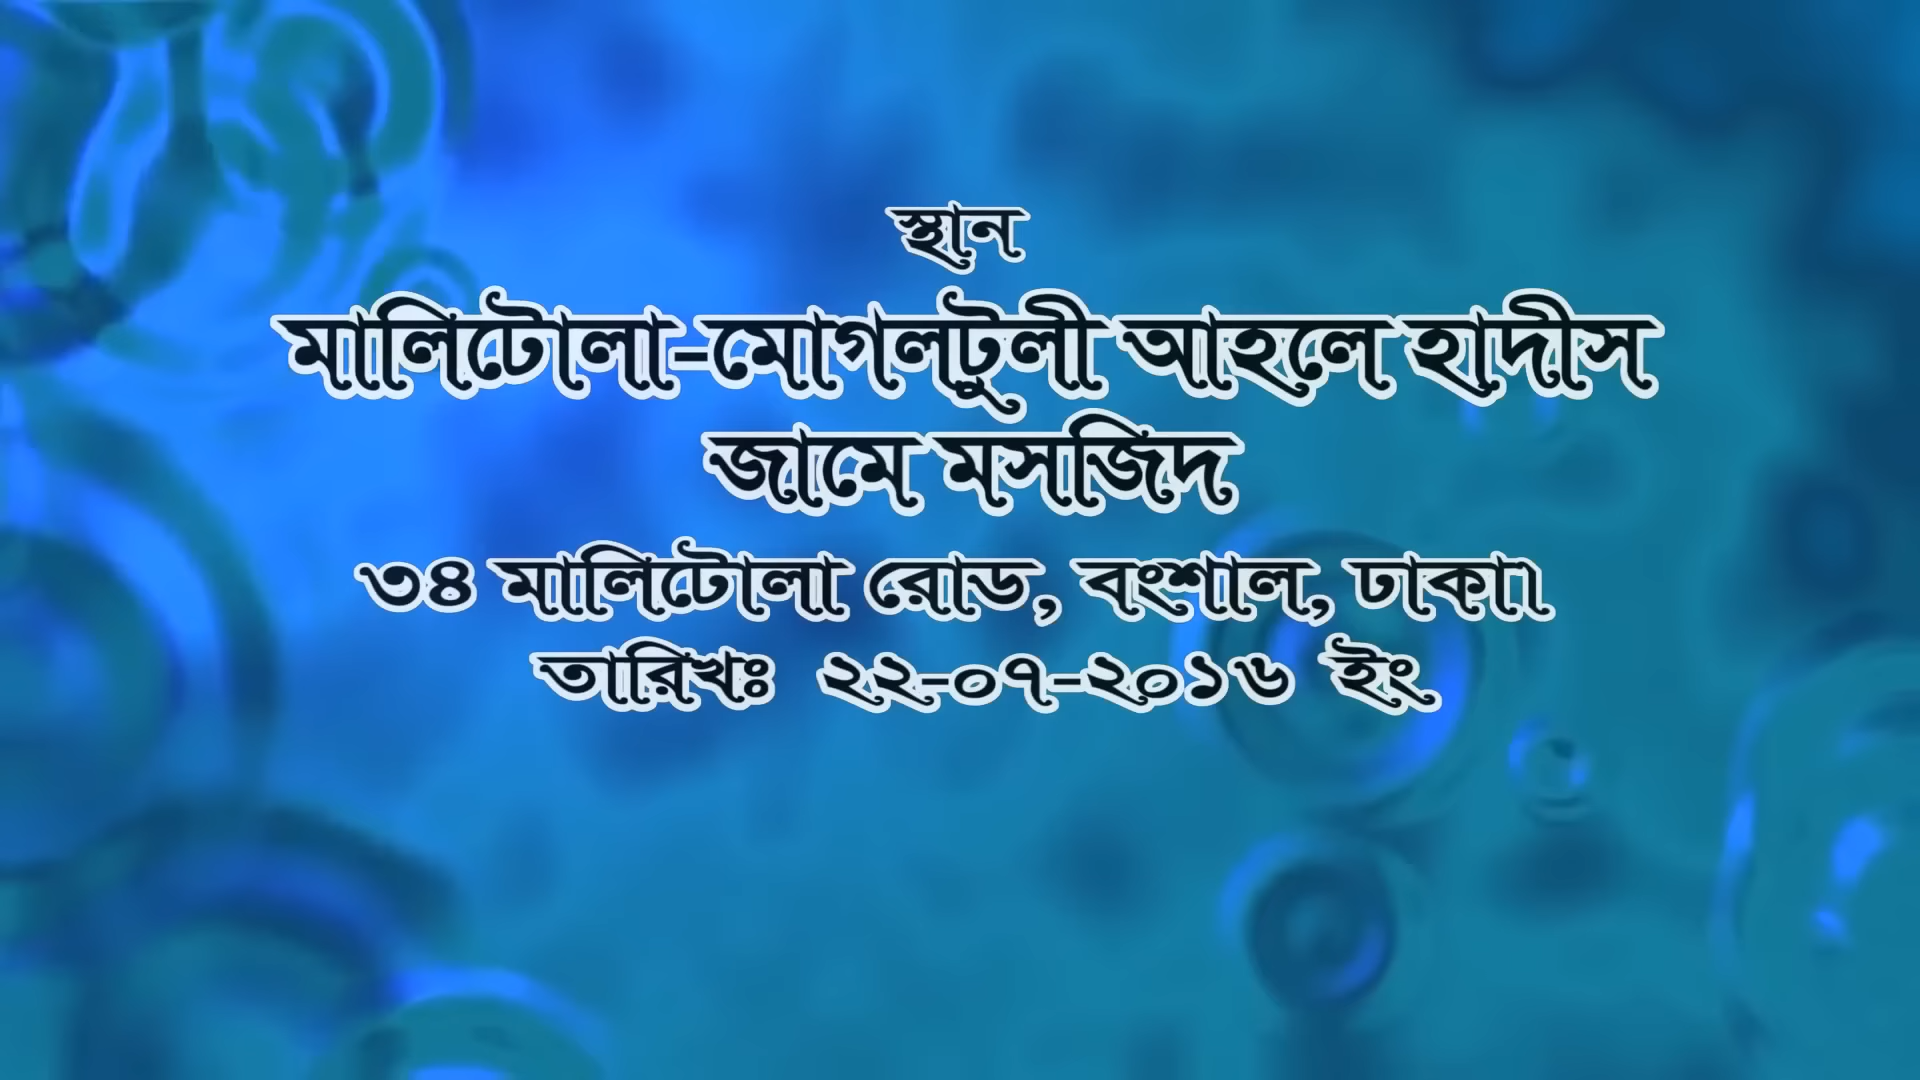 স্থান
মালিটোলা-মোগলটুলী আহলে হাদীস
জামে মসজিদ
৩৪ মালিটোলা রোড, বংশাল, ঢাকা।
তারিখঃ ২২-০৭-২০১৬ ইং